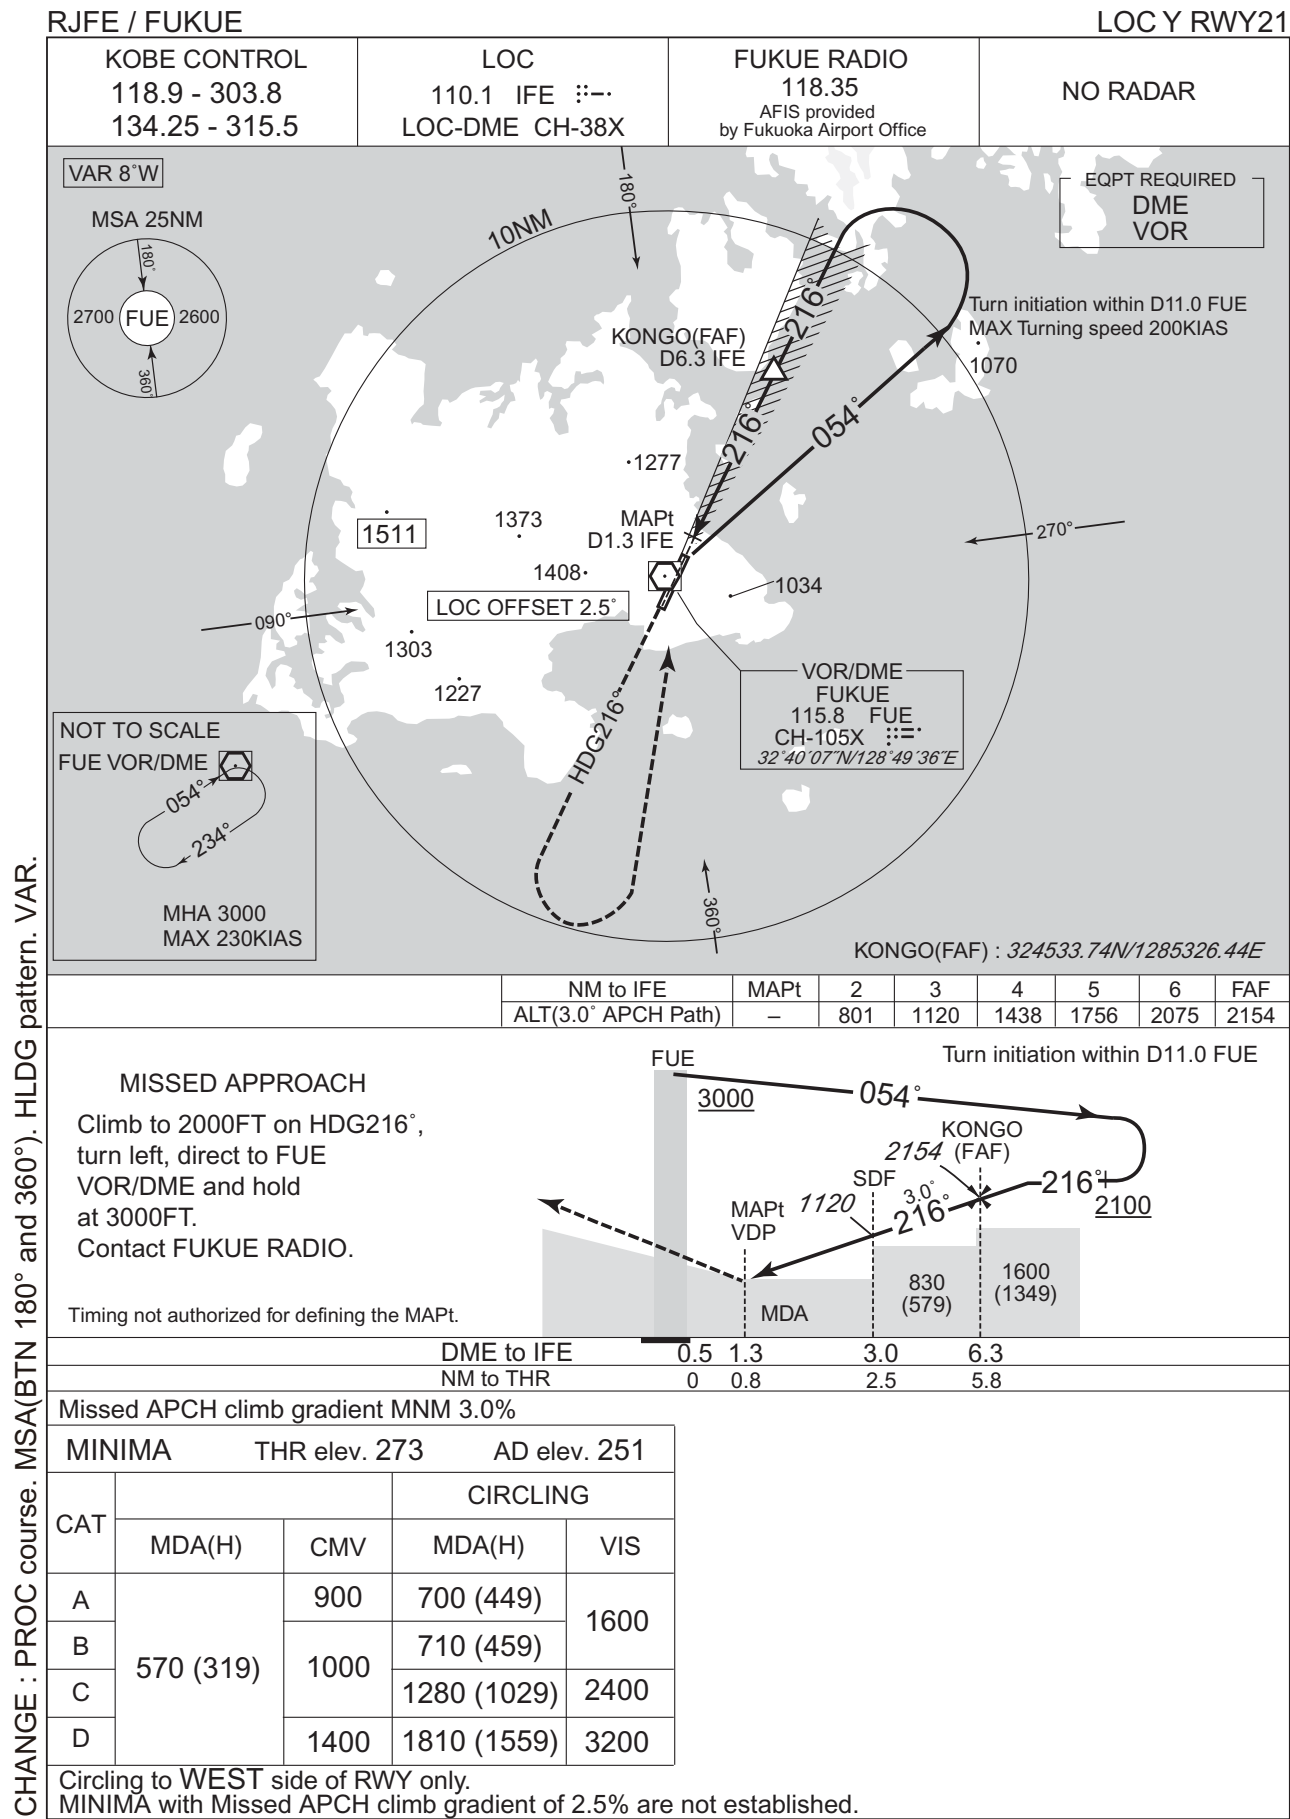 RJFE / FUKUE
LOC Y RWY21
KOBE CONTROL
118.9 - 303.8
134.25 - 315.5
LOC
110.1 IFE
LOC-DME CH-38X
FUKUE RADIO
118.35
AFIS provided
by Fukuoka Airport Office
NO RADAR
VAR 8°W
MSA 25NM
180°
2700
FUE
2600
360°
10NM
180°
EQPT REQUIRED
DME
VOR
216°
Turn initiation within D11.0 FUE
MAX Turning speed 200KIAS
1070
KONGO(FAF)
D6.3 IFE
216°
054°
1277
1511
1373
MAPt
D1.3 IFE
270°
1408
1034
LOC OFFSET 2.5°
090°
1303
1227
VOR/DME
FUKUE
115.8 FUE
CH-105X
32°40′07″N/128°49′36″E
HDG216°
NOT TO SCALE
FUE VOR/DME
054°
234°
MHA 3000
MAX 230KIAS
360°
KONGO(FAF) : 324533.74N/1285326.44E
NM to IFE MAPt 2 3 4 5 6 FAF
ALT(3.0° APCH Path) – 801 1120 1438 1756 2075 2154
MISSED APPROACH
Climb to 2000FT on HDG216°,
turn left, direct to FUE
VOR/DME and hold
at 3000FT.
Contact FUKUE RADIO.
Timing not authorized for defining the MAPt.
FUE
Turn initiation within D11.0 FUE
3000
054°
KONGO
(FAF)
2154
SDF
3.0°
216°
216°
2100
1120
MAPt
VDP
MDA
830
(579)
1600
(1349)
DME to IFE 0.5 1.3 3.0 6.3
NM to THR 0 0.8 2.5 5.8
Missed APCH climb gradient MNM 3.0%
MINIMA THR elev. 273 AD elev. 251
CAT
CIRCLING
MDA(H) CMV MDA(H) VIS
A 570 (319) 900 700 (449) 1600
B 1000 710 (459)
C 1280 (1029) 2400
D 1400 1810 (1559) 3200
Circling to WEST side of RWY only.
MINIMA with Missed APCH climb gradient of 2.5% are not established.
CHANGE : PROC course. MSA(BTN 180° and 360°). HLDG pattern. VAR.